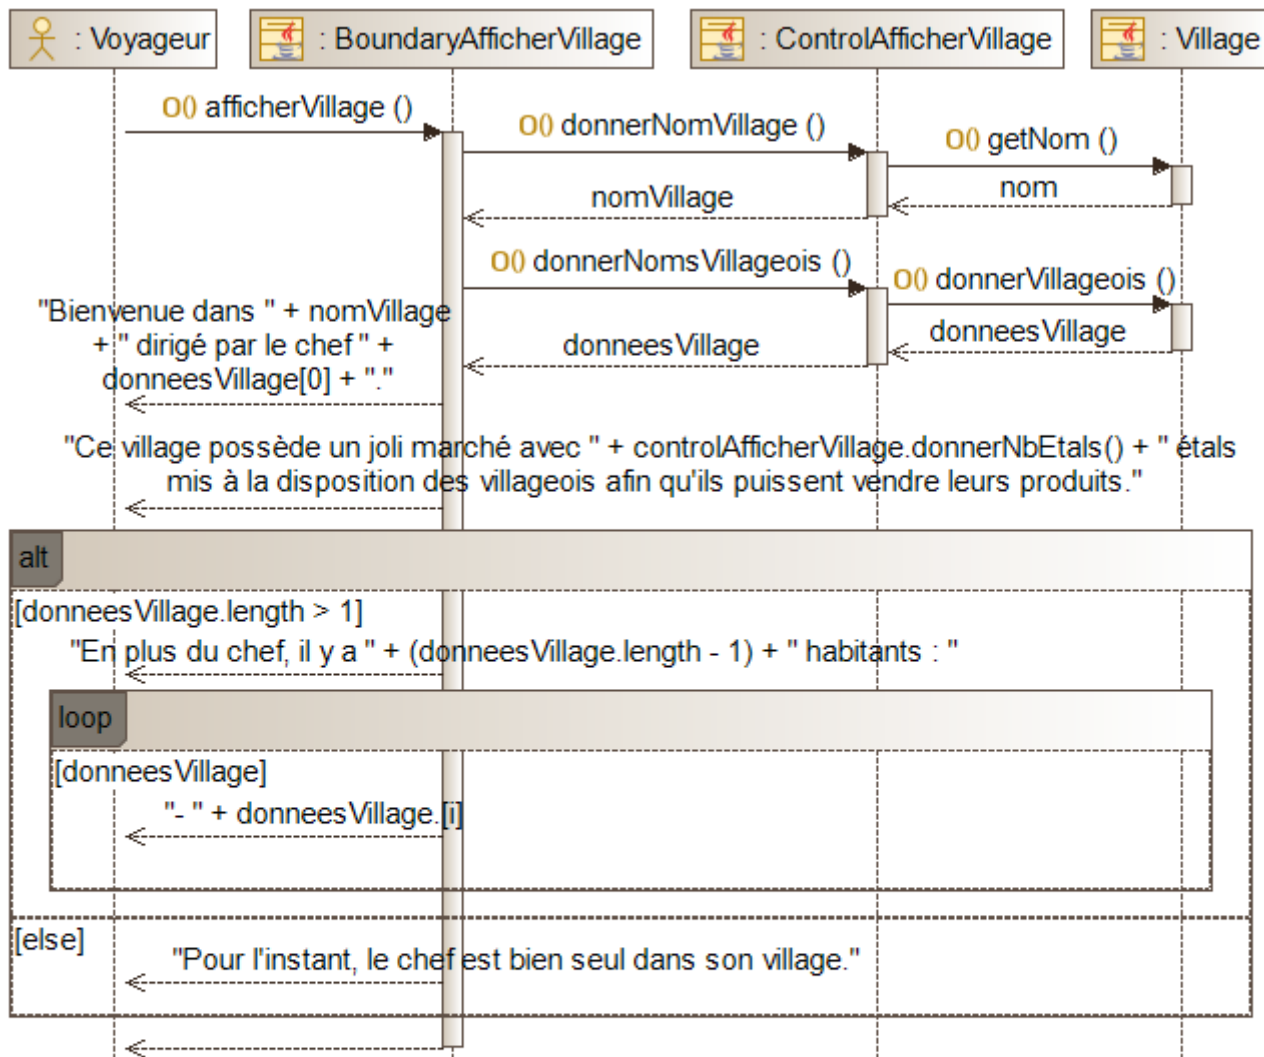 : Voyageur
: BoundaryAfficherVillage
: ControlAfficherVillage
: Village
O() afficherVillage ()
O() donnerNomVillage ()
O() getNom ()
nom
nomVillage
O() donnerNomsVillageois ()
O() donnerVillageois ()
donneesVillage
donneesVillage
"Bienvenue dans " + nomVillage
+ " dirigé par le chef " +
donneesVillage[0] + "."
"Ce village possède un joli marché avec " + controlAfficherVillage.donnerNbEtals() + " étals
mis à la disposition des villageois afin qu'ils puissent vendre leurs produits."
alt
[donneesVillage.length > 1]
"En plus du chef, il y a " + (donneesVillage.length - 1) + " habitants : "
loop
[donneesVillage]
"- " + donneesVillage.[i]
[else]
"Pour l'instant, le chef est bien seul dans son village."